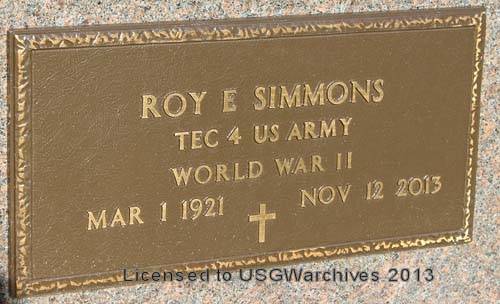 ROY E SIMMONS
TEC 4 US ARMY
WORLD WAR II
MAR 1 1921 NOV 12 2013
Licensed to USGWarchives 2013